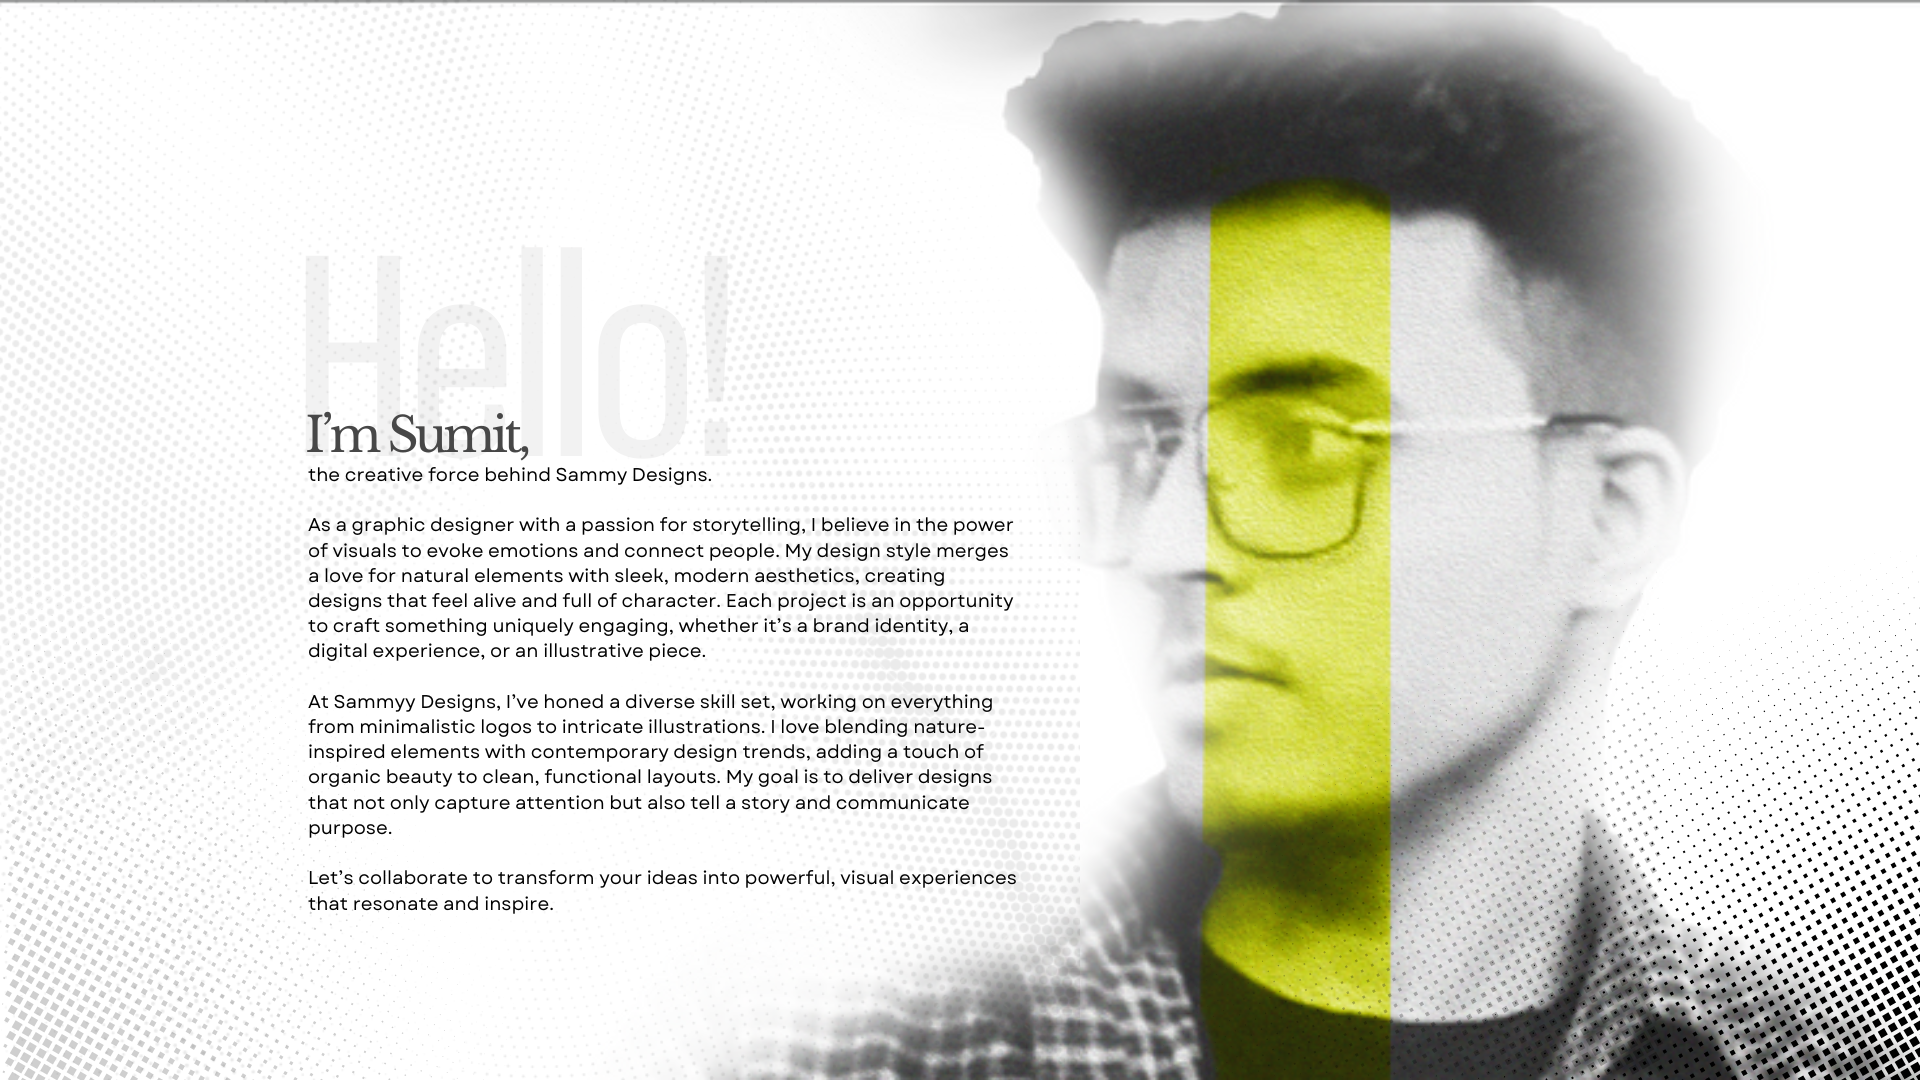 Hello!
I'm Sumit,
the creative force behind Sammy Designs.
As a graphic designer with a passion for storytelling, I believe in the power
of visuals to evoke emotions and connect people. My design style merges
a love for natural elements with sleek, modern aesthetics, creating
designs that feel alive and full of character. Each project is an opportunity
to craft something uniquely engaging, whether it's a brand identity, a
digital experience, or an illustrative piece.
At Sammyy Designs, I've honed a diverse skill set, working on everything
from minimalistic logos to intricate illustrations. I love blending nature-
inspired elements with contemporary design trends, adding a touch of
organic beauty to clean, functional layouts. My goal is to deliver designs
that not only capture attention but also tell a story and communicate
purpose.
Let's collaborate to transform your ideas into powerful, visual experiences
that resonate and inspire.